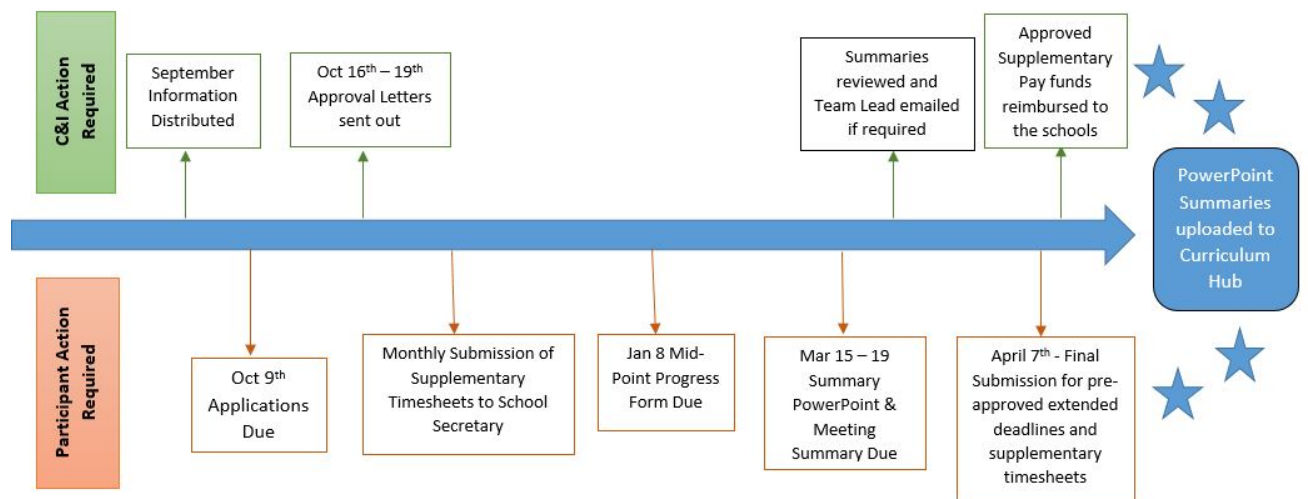 C&I Action
Required
September
Information
Distributed
Oct 16th – 19th
Approval Letters
sent out
Summaries
reviewed and
Team Lead emailed
if required
Approved
Supplementary
Pay funds
reimbursed to
the schools
PowerPoint
Summaries
uploaded to
Curriculum
Hub
Participant Action
Required
Oct 9th
Applications
Due
Monthly Submission of
Supplementary
Timesheets to School
Secretary
Jan 8 Mid-
Point Progress
Form Due
Mar 15 – 19
Summary
PowerPoint &
Meeting
Summary Due
April 7th - Final
Submission for pre-
approved extended
deadlines and
supplementary
timesheets